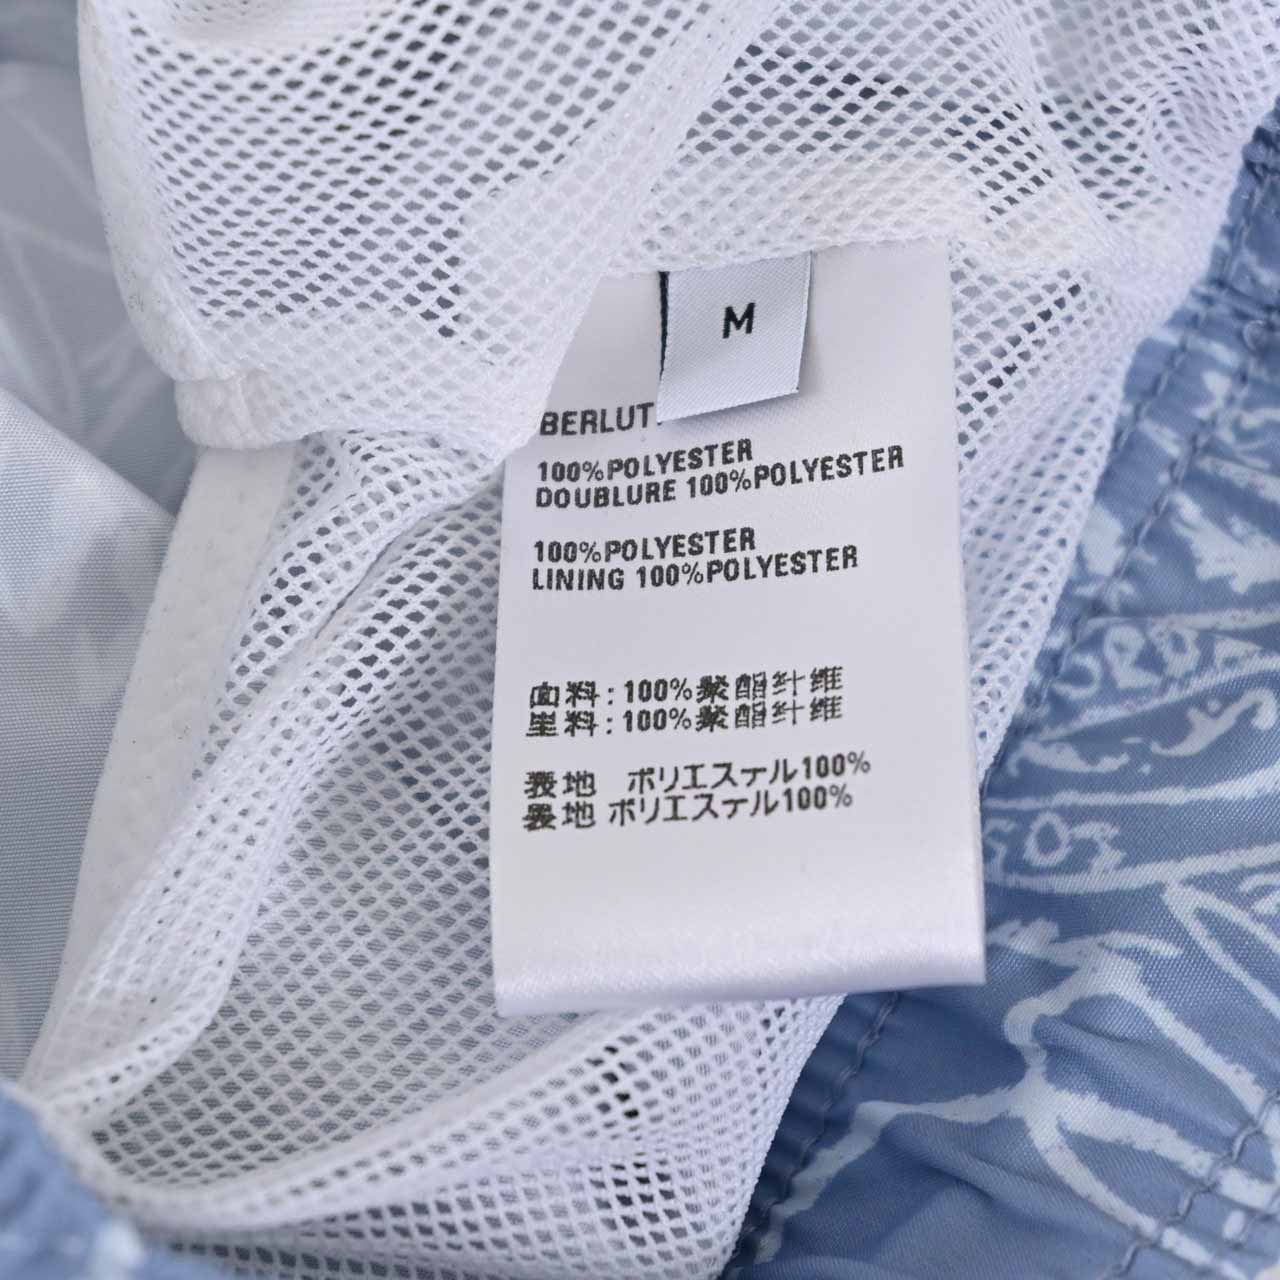 M
BERLUT
100%POLYESTER
DOUBLURE 100%POLYESTER
100%POLYESTER
LINING 100%POLYESTER
面料：100%聚酯纤维
里料：100%聚酯纤维
表地　ポリエステル100%
裏地 ポリエステル100%